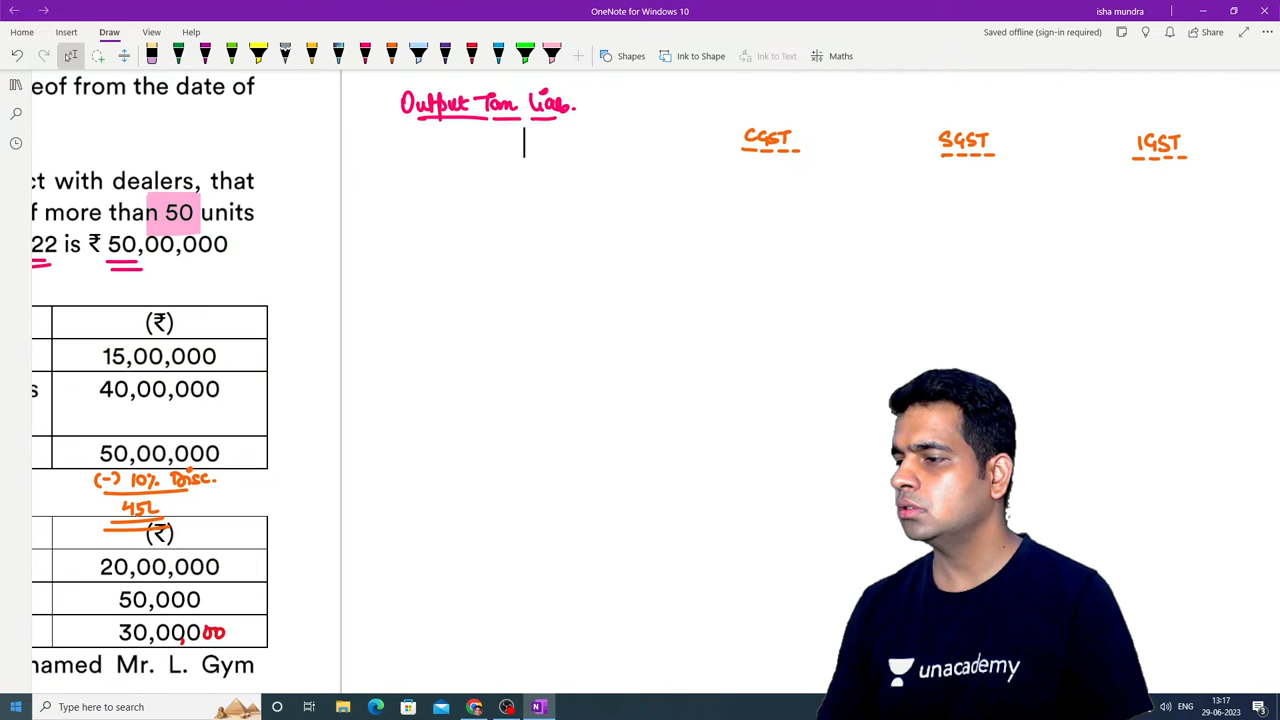 OneNote for Windows 10
isha mundra
Home Insert Draw View Help
Saved offline (sign-in required)
Share
Shapes Ink to Shape Ink to Text Maths
eof from the date of
ct with dealers, that
f more than 50 units
22 is ₹ 50,00,000
(₹)
15,00,000
s 40,00,000
50,00,000
(-) 10% Disc.
45L
(₹)
20,00,000
50,000
30,00,000
named Mr. L. Gym
Output Tax Liab.
CGST SGST IGST
unacademy
Type here to search
ENG
13:17
29-06-2023
3